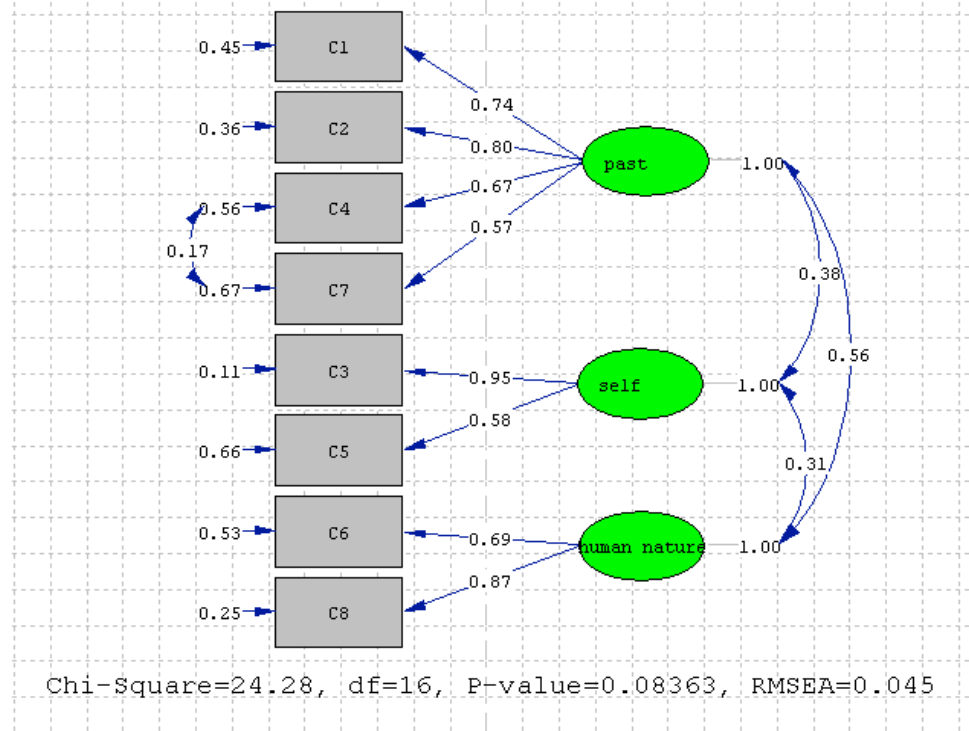 0.45 C1
0.74
0.36 C2
0.80
past 1.00
0.67
0.56 C4
0.57
0.17
0.38
0.67 C7
0.56
0.11 C3
0.95
self 1.00
0.58
0.66 C5
0.31
0.53 C6
0.69
human nature 1.00
0.87
0.25 C8
Chi-Square=24.28, df=16, P-value=0.08363, RMSEA=0.045